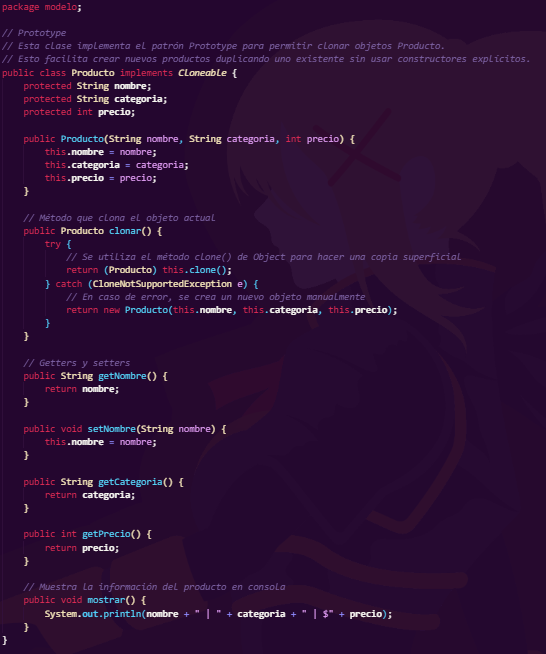 package modelo;

// Prototype
// Esta clase implementa el patrón Prototype para permitir clonar objetos Producto.
// Esto facilita crear nuevos productos duplicando uno existente sin usar constructores explícitos.
public class Producto implements Cloneable {
    protected String nombre;
    protected String categoria;
    protected int precio;

    public Producto(String nombre, String categoria, int precio) {
        this.nombre = nombre;
        this.categoria = categoria;
        this.precio = precio;
    }

    // Método que clona el objeto actual
    public Producto clonar() {
        try {
            // Se utiliza el método clone() de Object para hacer una copia superficial
            return (Producto) this.clone();
        } catch (CloneNotSupportedException e) {
            // En caso de error, se crea un nuevo objeto manualmente
            return new Producto(this.nombre, this.categoria, this.precio);
        }
    }

    // Getters y setters
    public String getNombre() {
        return nombre;
    }

    public void setNombre(String nombre) {
        this.nombre = nombre;
    }

    public String getCategoria() {
        return categoria;
    }

    public int getPrecio() {
        return precio;
    }

    // Muestra la información del producto en consola
    public void mostrar() {
        System.out.println(nombre + " | " + categoria + " | $" + precio);
    }
}